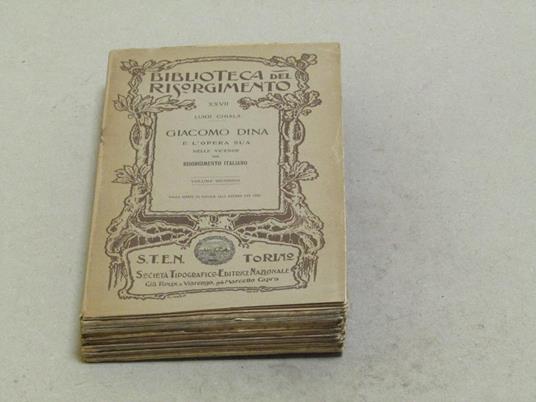 BIBLIOTECA DEL
RISORGIMENTO
XXVII
LUIGI CHIALA
GIACOMO DINA
E L'OPERA SUA
NELLE VICENDE
DEL
RISORGIMENTO ITALIANO
VOLUME SECONDO
S.T.E.N. TORINO
SOCIETÀ TIPOGRAFICO-EDITRICE NAZIONALE
Già Roux e Viarengo, già Marcello Capra